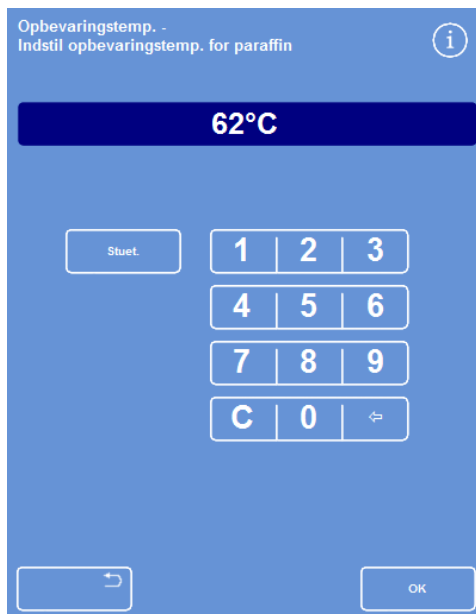 Opbevaringstemp. -
Indstil opbevaringstemp. for paraffin
i
62°C
Stuet.
1 2 3
4 5 6
7 8 9
C 0 ⇦
OK